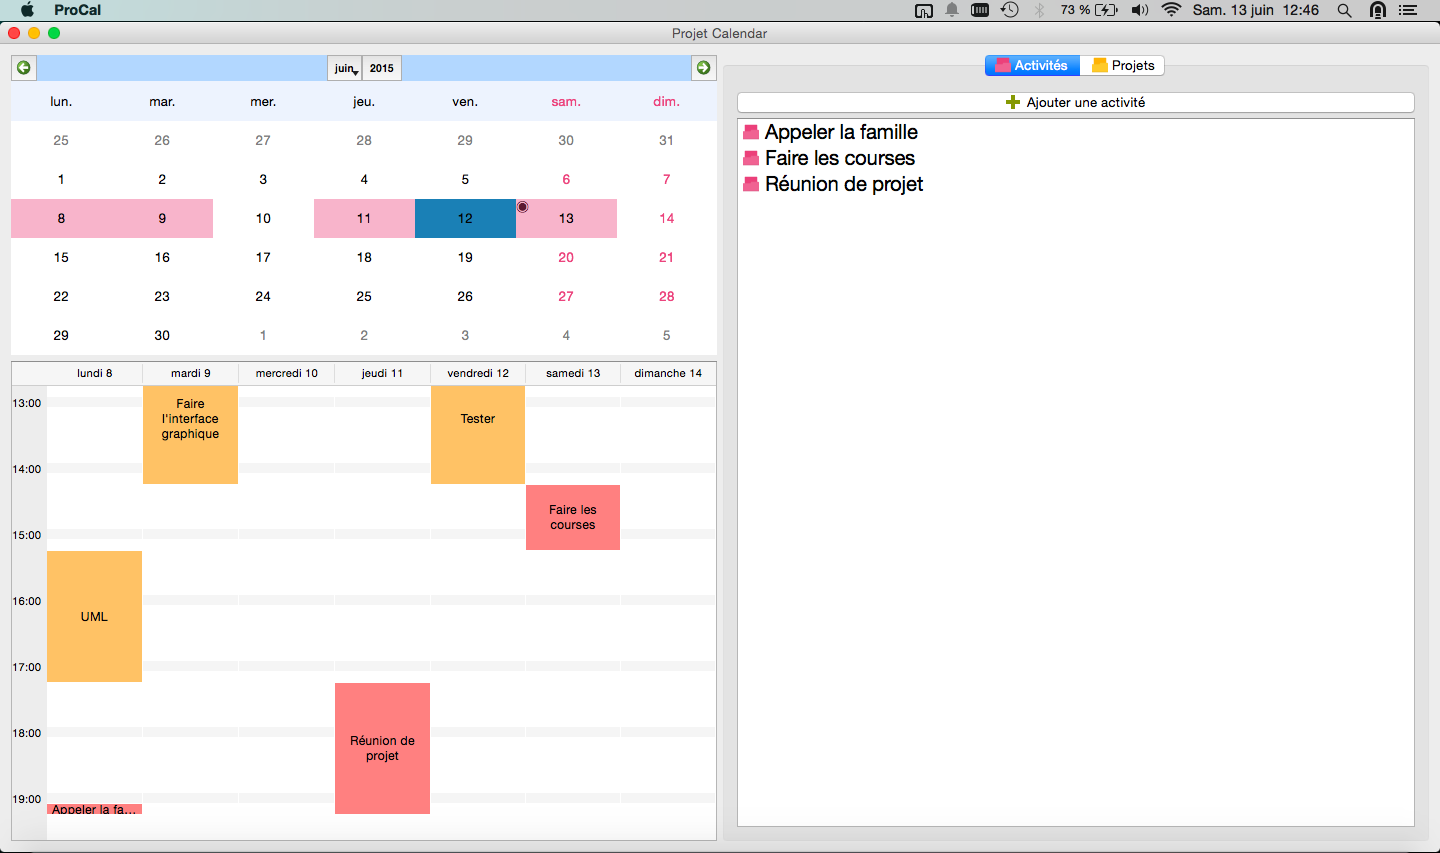 ProCal
73 %
Sam. 13 juin 12:46
Projet Calendar
juin 2015
lun. mar. mer. jeu. ven. sam. dim.
25 26 27 28 29 30 31
1 2 3 4 5 6 7
8 9 10 11 12 13 14
15 16 17 18 19 20 21
22 23 24 25 26 27 28
29 30 1 2 3 4 5
lundi 8 mardi 9 mercredi 10 jeudi 11 vendredi 12 samedi 13 dimanche 14
13:00
14:00
15:00
16:00
17:00
18:00
19:00
Faire
l'interface
graphique
Tester
Faire les
courses
UML
Réunion de
projet
Appeler la fa...
Activités Projets
Ajouter une activité
Appeler la famille
Faire les courses
Réunion de projet